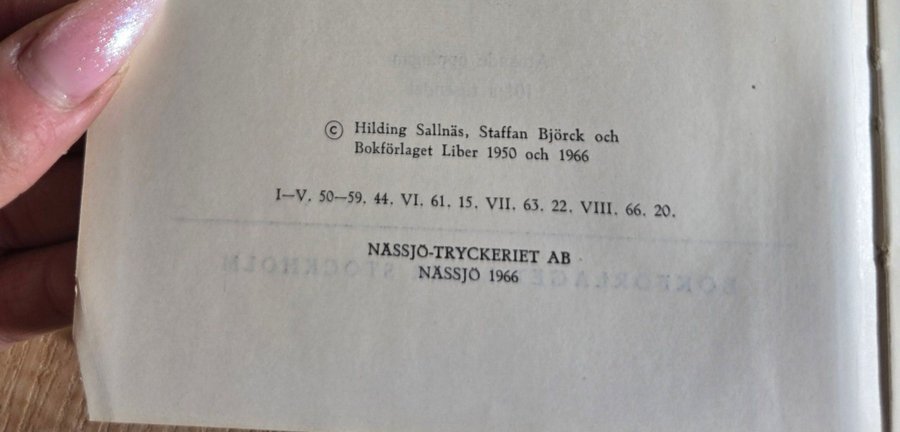 © Hilding Sallnäs, Staffan Björck och
Bokförlaget Liber 1950 och 1966
I—V. 50—59. 44. VI. 61. 15. VII. 63. 22. VIII. 66. 20.
NÄSSJÖ-TRYCKERIET AB
NÄSSJÖ 1966